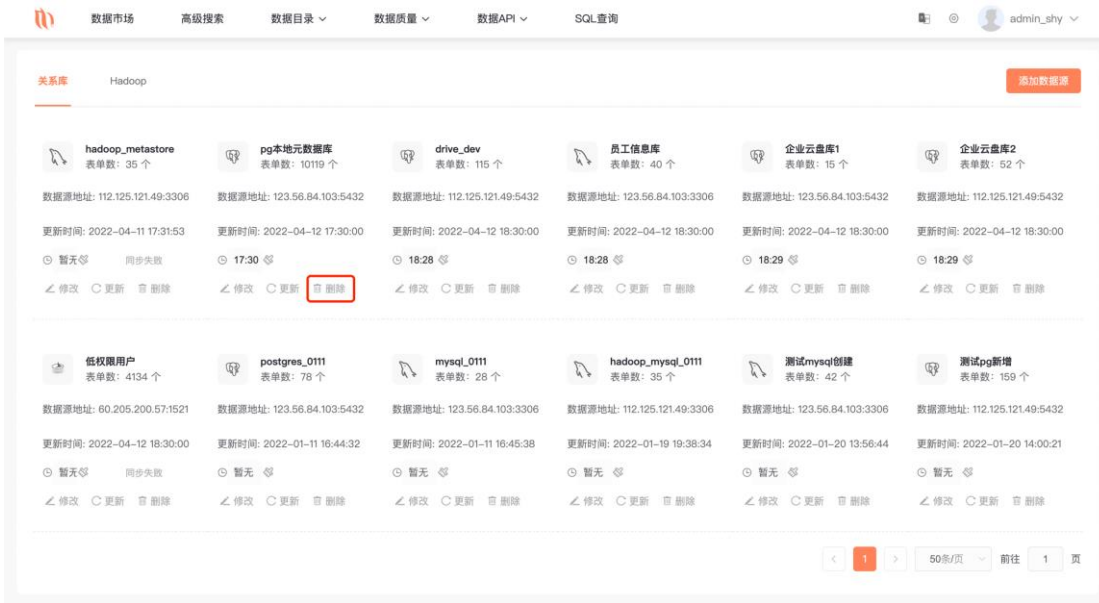 数据市场 高级搜索 数据目录 数据质量 数据API SQL查询 admin_shy
关系库 Hadoop 添加数据源
hadoop_metastore pg本地元数据库 drive_dev 员工信息库 企业云盘库1 企业云盘库2
表单数: 35 个 表单数: 10119 个 表单数: 115 个 表单数: 40 个 表单数: 15 个 表单数: 52 个
数据源地址: 112.125.121.49:3306 数据源地址: 123.56.84.103:5432 数据源地址: 112.125.121.49:5432 数据源地址: 123.56.84.103:3306 数据源地址: 123.56.84.103:5432 数据源地址: 112.125.121.49:5432
更新时间: 2022-04-11 17:31:53 更新时间: 2022-04-12 17:30:00 更新时间: 2022-04-12 18:30:00 更新时间: 2022-04-12 18:30:00 更新时间: 2022-04-12 18:30:00 更新时间: 2022-04-12 18:30:00
暂无 同步失败 17:30 18:28 18:28 18:29 18:29
修改 更新 删除 修改 更新 删除 修改 更新 删除 修改 更新 删除 修改 更新 删除 修改 更新 删除
低权限用户 postgres_0111 mysql_0111 hadoop_mysql_0111 测试mysql创建 测试pg新增
表单数: 4134 个 表单数: 78 个 表单数: 28 个 表单数: 35 个 表单数: 42 个 表单数: 159 个
数据源地址: 60.205.200.57:1521 数据源地址: 123.56.84.103:5432 数据源地址: 123.56.84.103:3306 数据源地址: 112.125.121.49:3306 数据源地址: 123.56.84.103:3306 数据源地址: 112.125.121.49:5432
更新时间: 2022-04-12 18:30:00 更新时间: 2022-01-11 16:44:32 更新时间: 2022-01-11 16:45:38 更新时间: 2022-01-19 19:38:34 更新时间: 2022-01-20 13:56:44 更新时间: 2022-01-20 14:00:21
暂无 同步失败 暂无 暂无 暂无 暂无 暂无
修改 更新 删除 修改 更新 删除 修改 更新 删除 修改 更新 删除 修改 更新 删除 修改 更新 删除
1 50条/页 前往 1 页